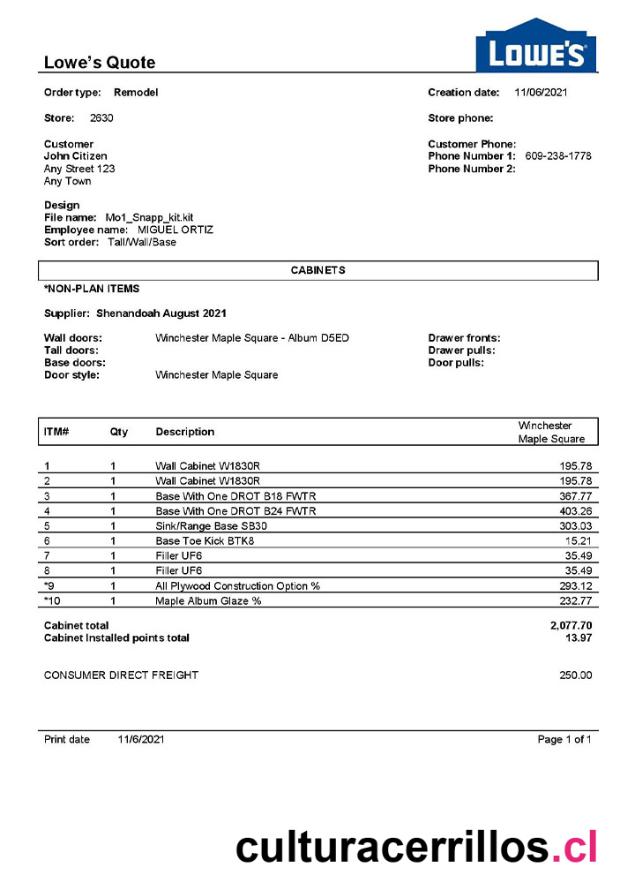 LOWE'S
Lowe's Quote
Order type: Remodel Creation date: 11/06/2021
Store: 2630 Store phone:
Customer Customer Phone:
John Citizen Phone Number 1: 609-238-1778
Any Street 123 Phone Number 2:
Any Town
Design
File name: Mo1_Snapp_kit.kit
Employee name: MIGUEL ORTIZ
Sort order: Tall/Wall/Base
CABINETS
*NON-PLAN ITEMS
Supplier: Shenandoah August 2021
Wall doors: Winchester Maple Square - Album D5ED Drawer fronts:
Tall doors: Drawer pulls:
Base doors: Door pulls:
Door style: Winchester Maple Square
ITM# Qty Description Winchester
Maple Square
1 1 Wall Cabinet W1830R 195.78
2 1 Wall Cabinet W1830R 195.78
3 1 Base With One DROT B18 FWTR 367.77
4 1 Base With One DROT B24 FWTR 403.26
5 1 Sink/Range Base SB30 303.03
6 1 Base Toe Kick BTK8 15.21
7 1 Filler UF6 35.49
8 1 Filler UF6 35.49
*9 1 All Plywood Construction Option % 293.12
*10 1 Maple Album Glaze % 232.77
Cabinet total 2,077.70
Cabinet Installed points total 13.97
CONSUMER DIRECT FREIGHT 250.00
Print date 11/6/2021 Page 1 of 1
culturacerrillos.cl